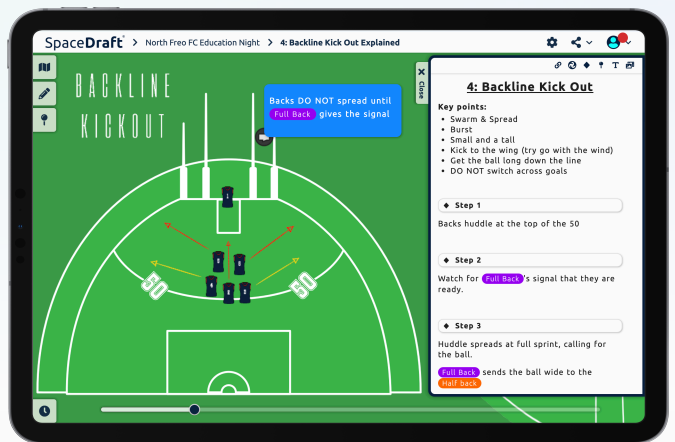 SpaceDraft > North Freo FC Education Night > 4: Backline Kick Out Explained
BACKLINE
KICKOUT
Backs DO NOT spread until
Full Back gives the signal
50
50
Close
T
4: Backline Kick Out
Key points:
• Swarm & Spread
• Burst
• Small and a tall
• Kick to the wing (try go with the wind)
• Get the ball long down the line
• DO NOT switch across goals
Step 1
Backs huddle at the top of the 50
Step 2
Watch for Full Back's signal that they are
ready.
Step 3
Huddle spreads at full sprint, calling for
the ball.
Full Back sends the ball wide to the
Half back